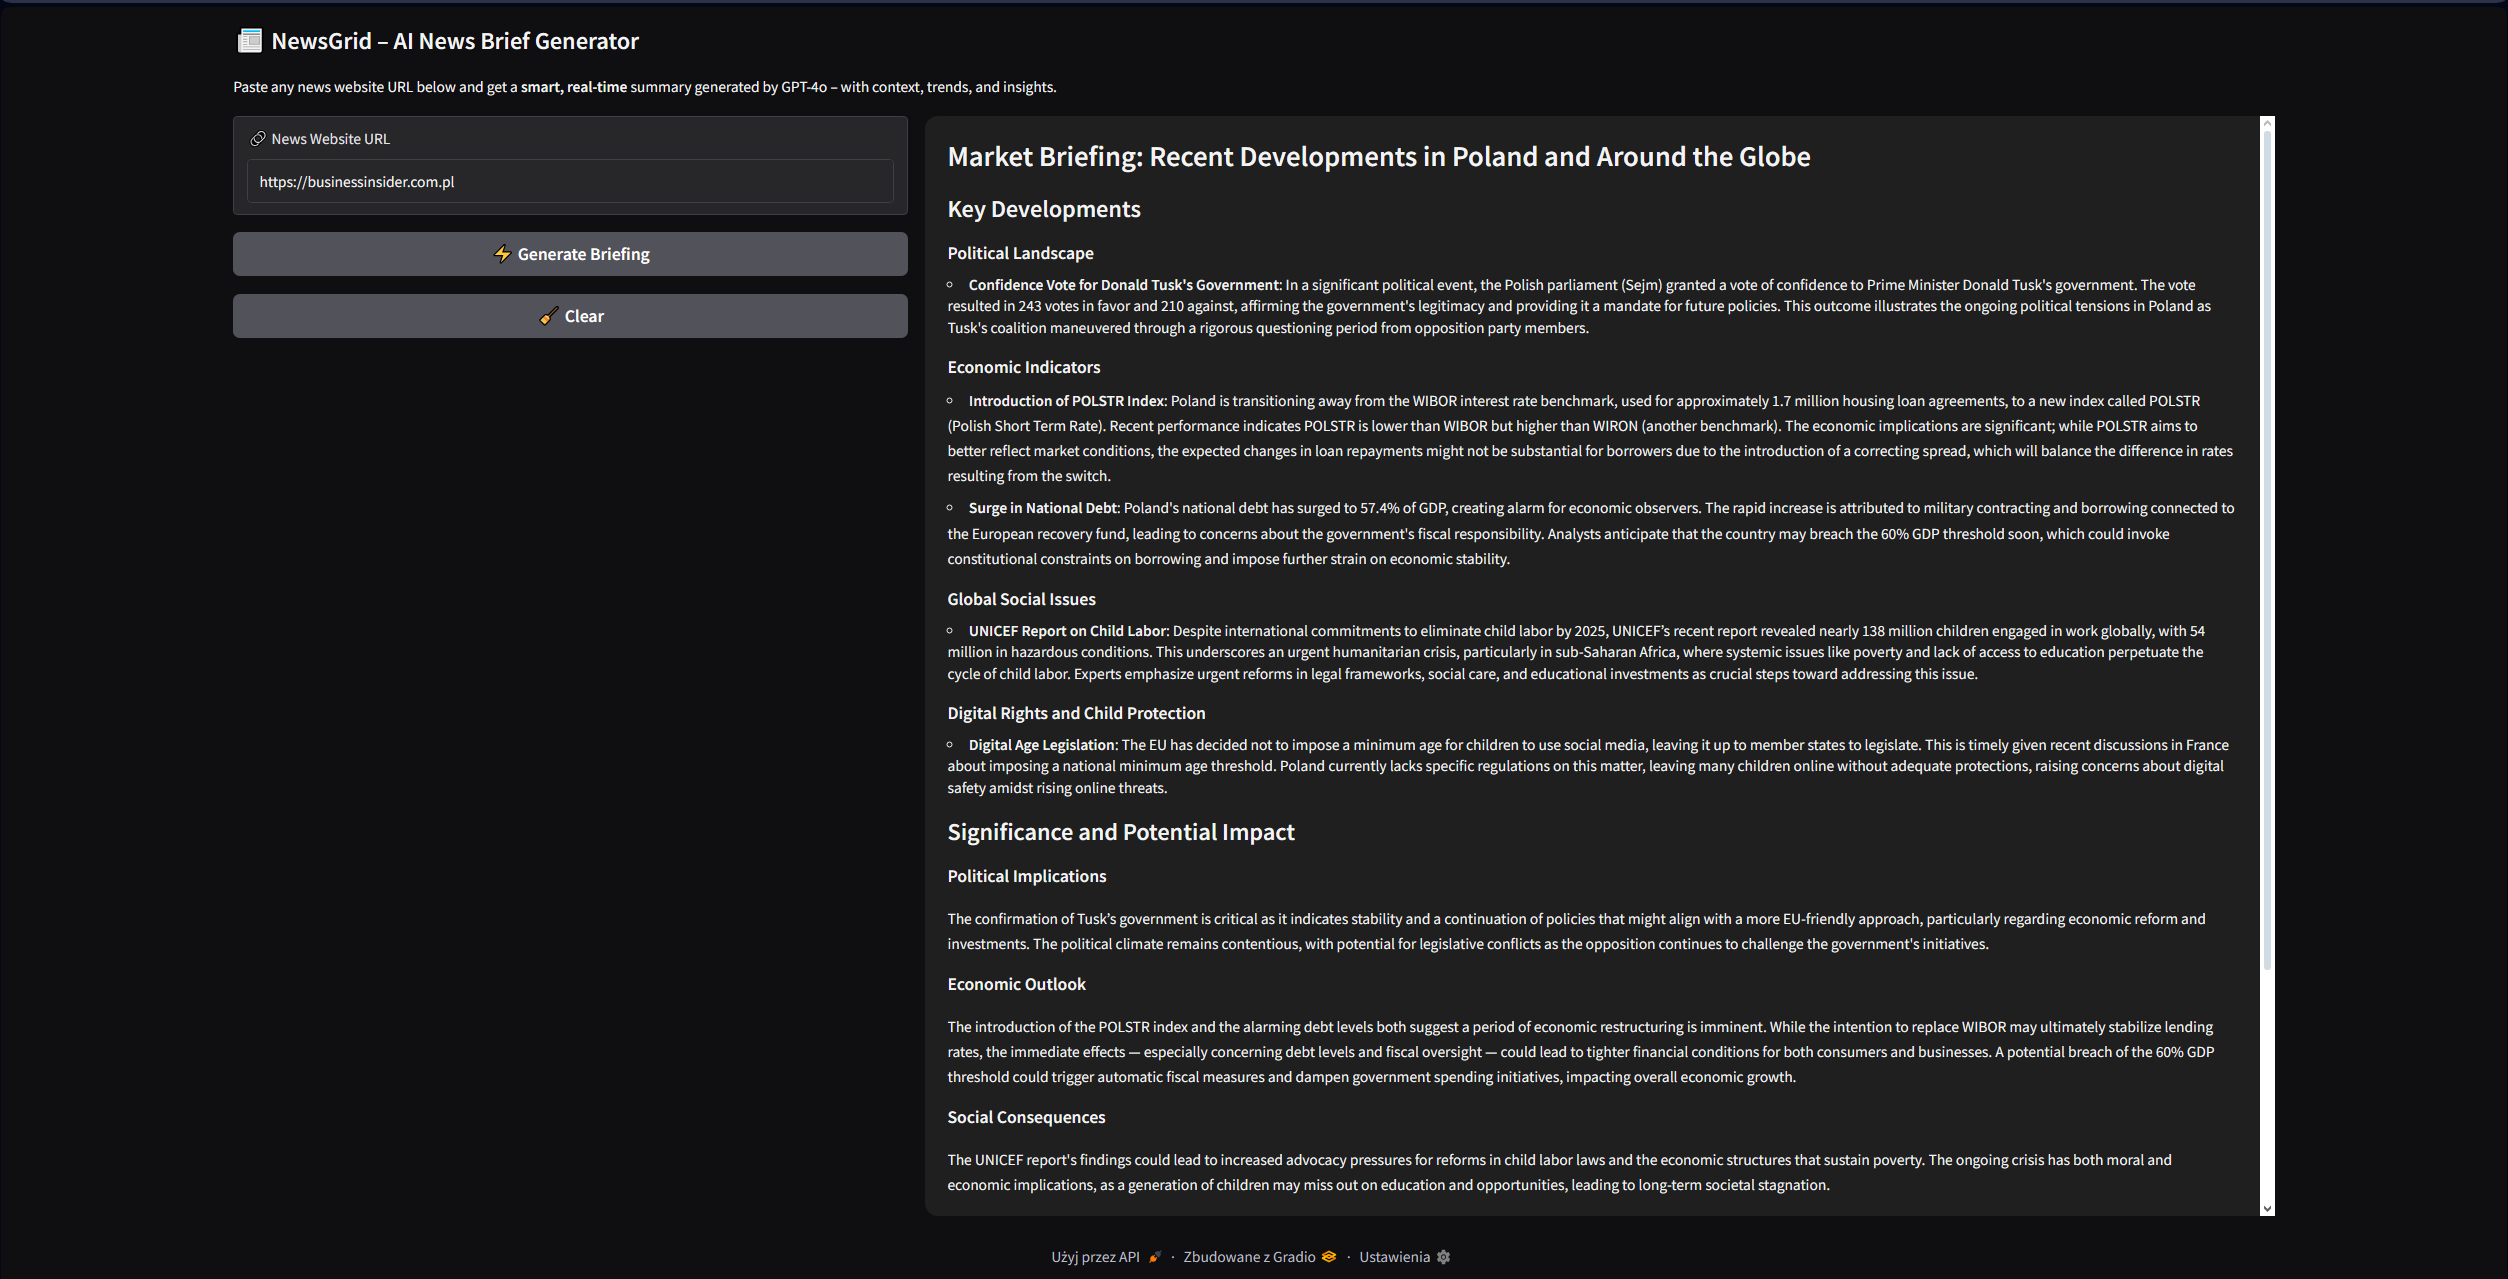 NewsGrid – AI News Brief Generator
Paste any news website URL below and get a smart, real-time summary generated by GPT-4o – with context, trends, and insights.
News Website URL
https://businessinsider.com.pl
Generate Briefing
Clear
Market Briefing: Recent Developments in Poland and Around the Globe
Key Developments
Political Landscape
Confidence Vote for Donald Tusk's Government: In a significant political event, the Polish parliament (Sejm) granted a vote of confidence to Prime Minister Donald Tusk's government. The vote
resulted in 243 votes in favor and 210 against, affirming the government's legitimacy and providing it a mandate for future policies. This outcome illustrates the ongoing political tensions in Poland as
Tusk's coalition maneuvered through a rigorous questioning period from opposition party members.
Economic Indicators
Introduction of POLSTR Index: Poland is transitioning away from the WIBOR interest rate benchmark, used for approximately 1.7 million housing loan agreements, to a new index called POLSTR
(Polish Short Term Rate). Recent performance indicates POLSTR is lower than WIBOR but higher than WIRON (another benchmark). The economic implications are significant; while POLSTR aims to
better reflect market conditions, the expected changes in loan repayments might not be substantial for borrowers due to the introduction of a correcting spread, which will balance the difference in rates
resulting from the switch.
Surge in National Debt: Poland's national debt has surged to 57.4% of GDP, creating alarm for economic observers. The rapid increase is attributed to military contracting and borrowing connected to
the European recovery fund, leading to concerns about the government's fiscal responsibility. Analysts anticipate that the country may breach the 60% GDP threshold soon, which could invoke
constitutional constraints on borrowing and impose further strain on economic stability.
Global Social Issues
UNICEF Report on Child Labor: Despite international commitments to eliminate child labor by 2025, UNICEF’s recent report revealed nearly 138 million children engaged in work globally, with 54
million in hazardous conditions. This underscores an urgent humanitarian crisis, particularly in sub-Saharan Africa, where systemic issues like poverty and lack of access to education perpetuate the
cycle of child labor. Experts emphasize urgent reforms in legal frameworks, social care, and educational investments as crucial steps toward addressing this issue.
Digital Rights and Child Protection
Digital Age Legislation: The EU has decided not to impose a minimum age for children to use social media, leaving it up to member states to legislate. This is timely given recent discussions in France
about imposing a national minimum age threshold. Poland currently lacks specific regulations on this matter, leaving many children online without adequate protections, raising concerns about digital
safety amidst rising online threats.
Significance and Potential Impact
Political Implications
The confirmation of Tusk’s government is critical as it indicates stability and a continuation of policies that might align with a more EU-friendly approach, particularly regarding economic reform and
investments. The political climate remains contentious, with potential for legislative conflicts as the opposition continues to challenge the government's initiatives.
Economic Outlook
The introduction of the POLSTR index and the alarming debt levels both suggest a period of economic restructuring is imminent. While the intention to replace WIBOR may ultimately stabilize lending
rates, the immediate effects — especially concerning debt levels and fiscal oversight — could lead to tighter financial conditions for both consumers and businesses. A potential breach of the 60% GDP
threshold could trigger automatic fiscal measures and dampen government spending initiatives, impacting overall economic growth.
Social Consequences
The UNICEF report's findings could lead to increased advocacy pressures for reforms in child labor laws and the economic structures that sustain poverty. The ongoing crisis has both moral and
economic implications, as a generation of children may miss out on education and opportunities, leading to long-term societal stagnation.
Użyj przez API · Zbudowane z Gradio · Ustawienia